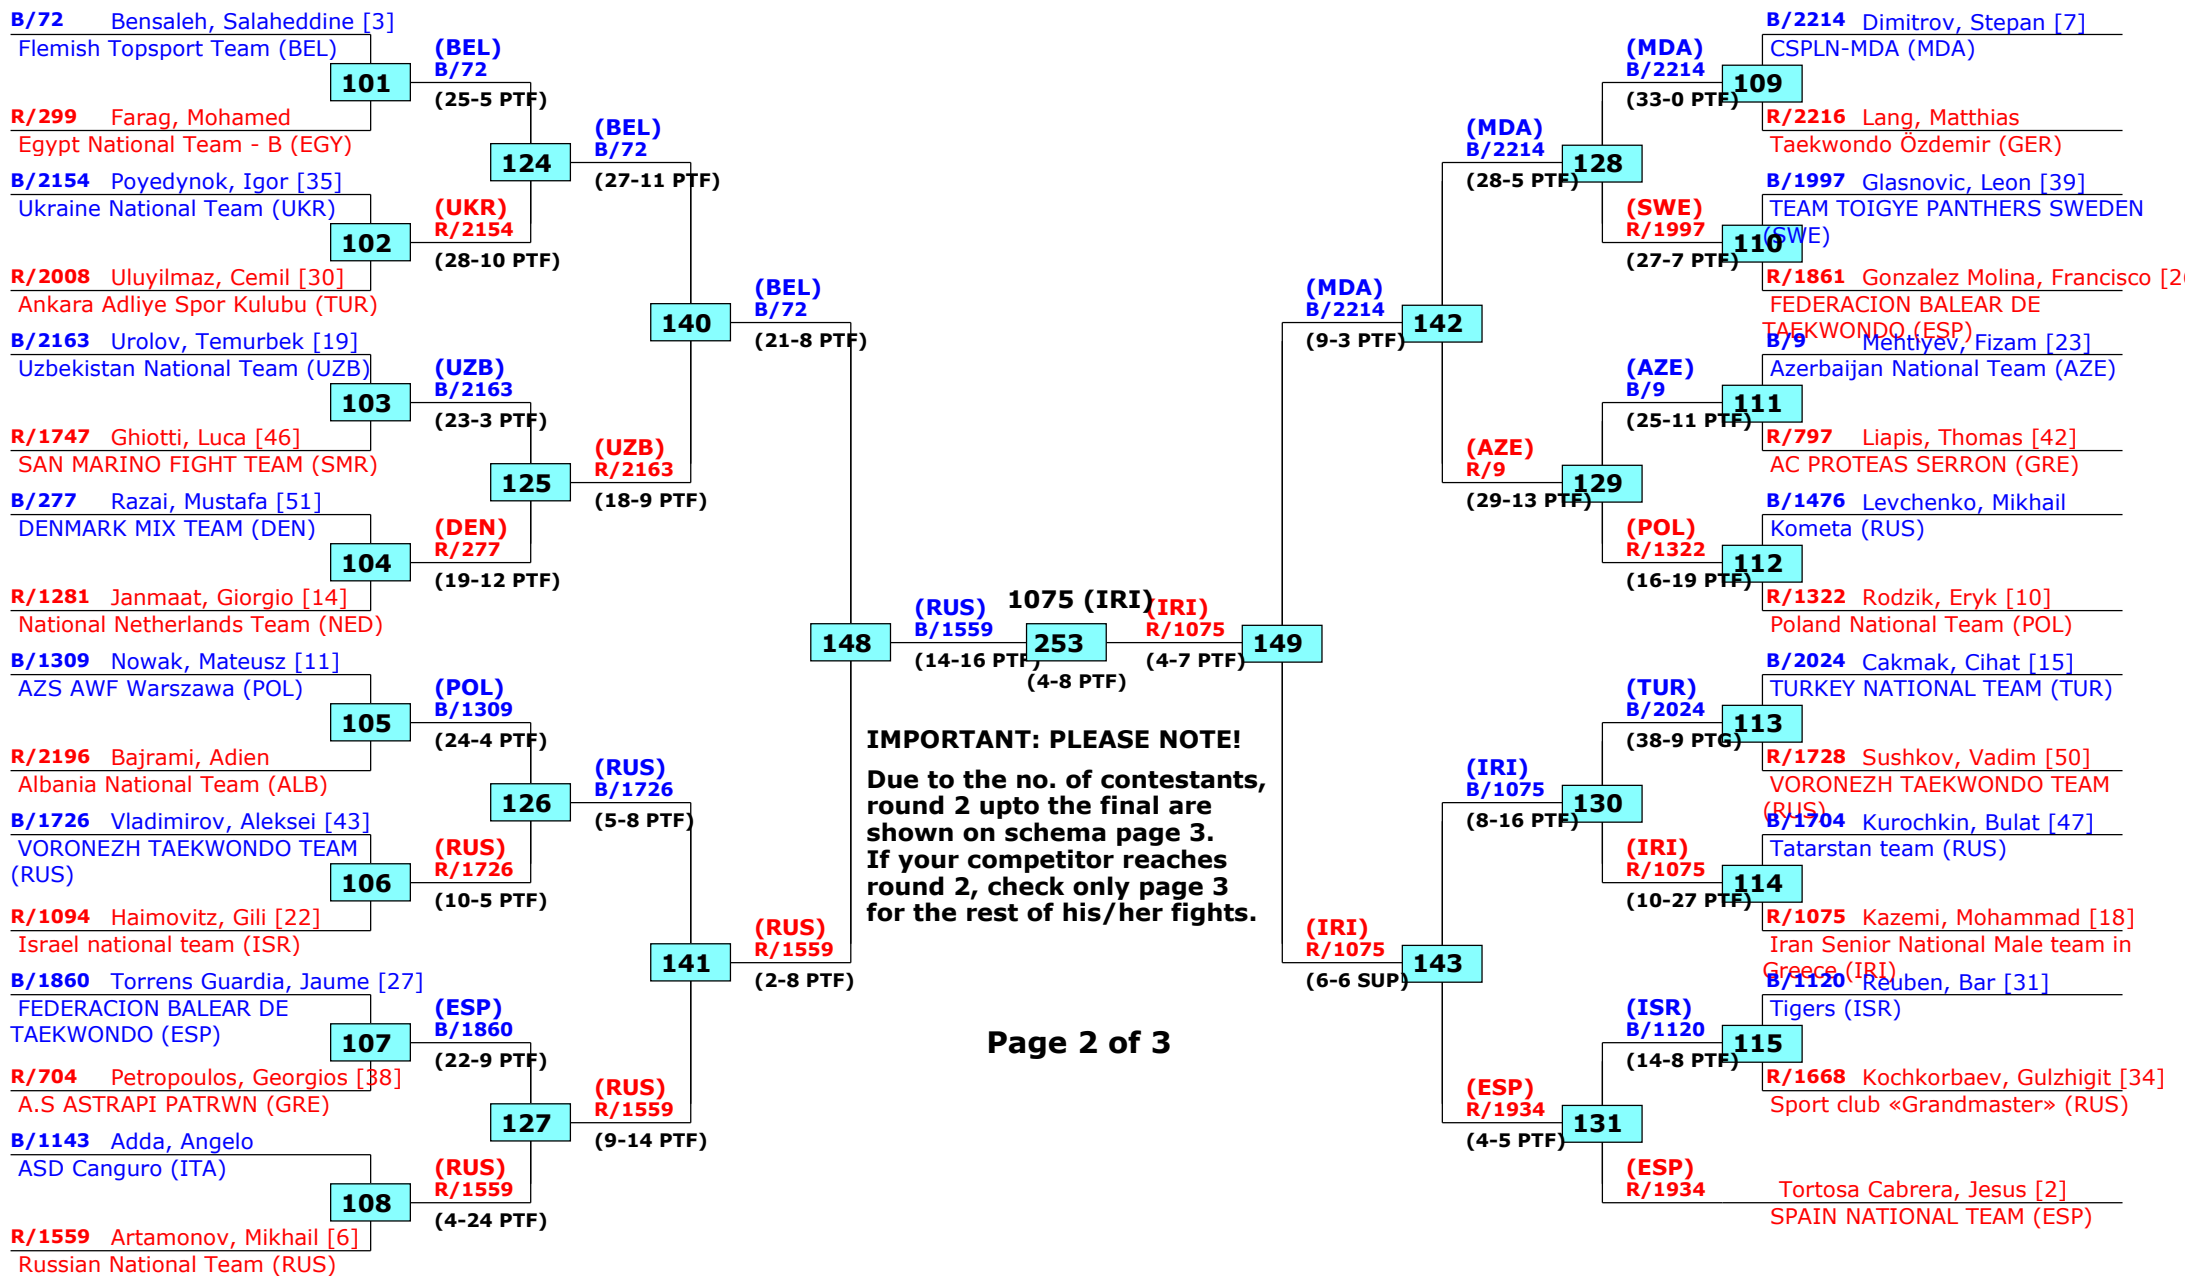 B/72 Bensaleh, Salaheddine [3]
Flemish Topsport Team (BEL)
101
R/299 Farag, Mohamed
Egypt National Team - B (EGY)
B/2154 Poyedynok, Igor [35]
Ukraine National Team (UKR)
102
R/2008 Uluyilmaz, Cemil [30]
Ankara Adliye Spor Kulubu (TUR)
B/2163 Urolov, Temurbek [19]
Uzbekistan National Team (UZB)
103
R/1747 Ghiotti, Luca [46]
SAN MARINO FIGHT TEAM (SMR)
B/277 Razai, Mustafa [51]
DENMARK MIX TEAM (DEN)
104
R/1281 Janmaat, Giorgio [14]
National Netherlands Team (NED)
B/1309 Nowak, Mateusz [11]
AZS AWF Warszawa (POL)
105
R/2196 Bajrami, Adien
Albania National Team (ALB)
B/1726 Vladimirov, Aleksei [43]
VORONEZH TAEKWONDO TEAM
(RUS)
106
R/1094 Haimovitz, Gili [22]
Israel national team (ISR)
B/1860 Torrens Guardia, Jaume [27]
FEDERACION BALEAR DE
TAEKWONDO (ESP)
107
R/704 Petropoulos, Georgios [38]
A.S ASTRAPI PATRWN (GRE)
B/1143 Adda, Angelo
ASD Canguro (ITA)
108
R/1559 Artamonov, Mikhail [6]
Russian National Team (RUS)
(BEL)
B/72
(25-5 PTF)
124
(UKR)
R/2154
(28-10 PTF)
(UZB)
B/2163
(23-3 PTF)
125
(DEN)
R/277
(19-12 PTF)
(POL)
B/1309
(24-4 PTF)
126
(RUS)
R/1726
(10-5 PTF)
(ESP)
B/1860
(22-9 PTF)
127
(RUS)
R/1559
(4-24 PTF)
(BEL)
B/72
(27-11 PTF)
140
(UZB)
R/2163
(18-9 PTF)
(RUS)
B/1726
(5-8 PTF)
141
(RUS)
R/1559
(9-14 PTF)
(BEL)
B/72
(21-8 PTF)
148
(RUS)
R/1559
(2-8 PTF)
(RUS)
B/1559
(14-16 PTF)
1075 (IRI)
253
(4-8 PTF)
(IRI)
R/1075
(4-7 PTF)
149
IMPORTANT: PLEASE NOTE!
Due to the no. of contestants,
round 2 upto the final are
shown on schema page 3.
If your competitor reaches
round 2, check only page 3
for the rest of his/her fights.
Page 2 of 3
(MDA)
B/2214
(9-3 PTF)
142
(IRI)
R/1075
(6-6 SUP)
143
(MDA)
B/2214
(28-5 PTF)
128
(AZE)
R/9
(29-13 PTF)
129
(IRI)
B/1075
(8-16 PTF)
130
(ESP)
R/1934
(4-5 PTF)
131
(MDA)
B/2214
(33-0 PTF)
(SWE)
R/1997
(27-7 PTF)
(AZE)
B/9
(25-11 PTF)
(POL)
R/1322
(16-19 PTF)
(TUR)
B/2024
(38-9 PTG)
(IRI)
R/1075
(10-27 PTF)
(ISR)
B/1120
(14-8 PTF)
(ESP)
R/1934
B/2214 Dimitrov, Stepan [7]
CSPLN-MDA (MDA)
109
R/2216 Lang, Matthias
Taekwondo Özdemir (GER)
B/1997 Glasnovic, Leon [39]
TEAM TOIGYE PANTHERS SWEDEN
(SWE)
110
R/1861 Gonzalez Molina, Francisco
FEDERACION BALEAR DE
TAEKWONDO (ESP)
B/9 Mehtiyev, Fizam [23]
Azerbaijan National Team (AZE)
111
R/797 Liapis, Thomas [42]
AC PROTEAS SERRON (GRE)
B/1476 Levchenko, Mikhail
Kometa (RUS)
112
R/1322 Rodzik, Eryk [10]
Poland National Team (POL)
B/2024 Cakmak, Cihat [15]
TURKEY NATIONAL TEAM (TUR)
113
R/1728 Sushkov, Vadim [50]
VORONEZH TAEKWONDO TEAM
(RUS)
B/1704 Kurochkin, Bulat [47]
Tatarstan team (RUS)
114
R/1075 Kazemi, Mohammad [18]
Iran Senior National Male team in
Greece (IRI)
B/1120 Reuben, Bar [31]
Tigers (ISR)
115
R/1668 Kochkorbaev, Gulzhigit [34]
Sport club «Grandmaster» (RUS)
Tortosa Cabrera, Jesus [2]
SPAIN NATIONAL TEAM (ESP)